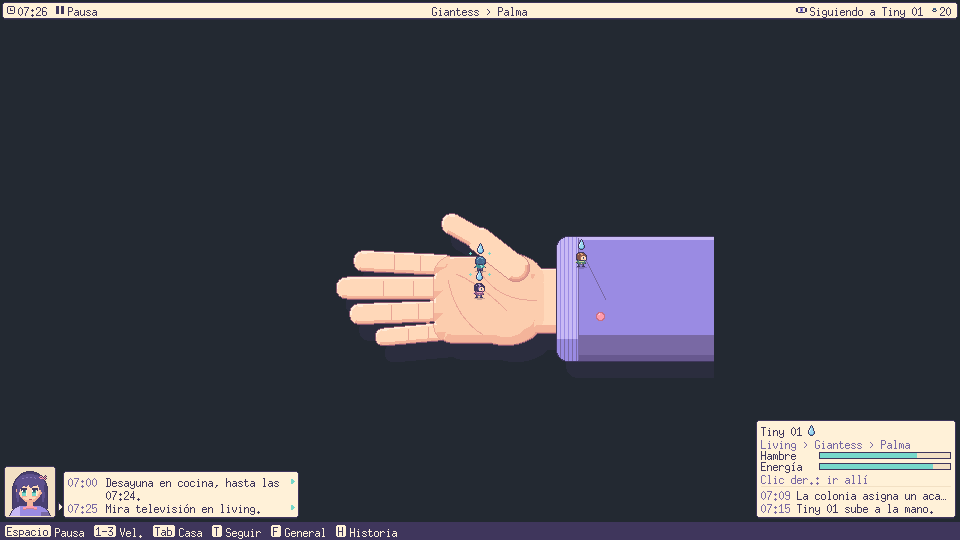 07:26 Pausa
Giantess > Palma
Siguiendo a Tiny 01 20
Tiny 01
Living > Giantess > Palma
Hambre
Energía
Clic der.: ir allí
07:09 La colonia asigna un aca…
07:15 Tiny 01 sube a la mano.
07:00 Desayuna en cocina, hasta las
07:24.
07:25 Mira televisión en living.
Espacio Pausa 1-3 Vel. Tab Casa T Seguir F General H Historia